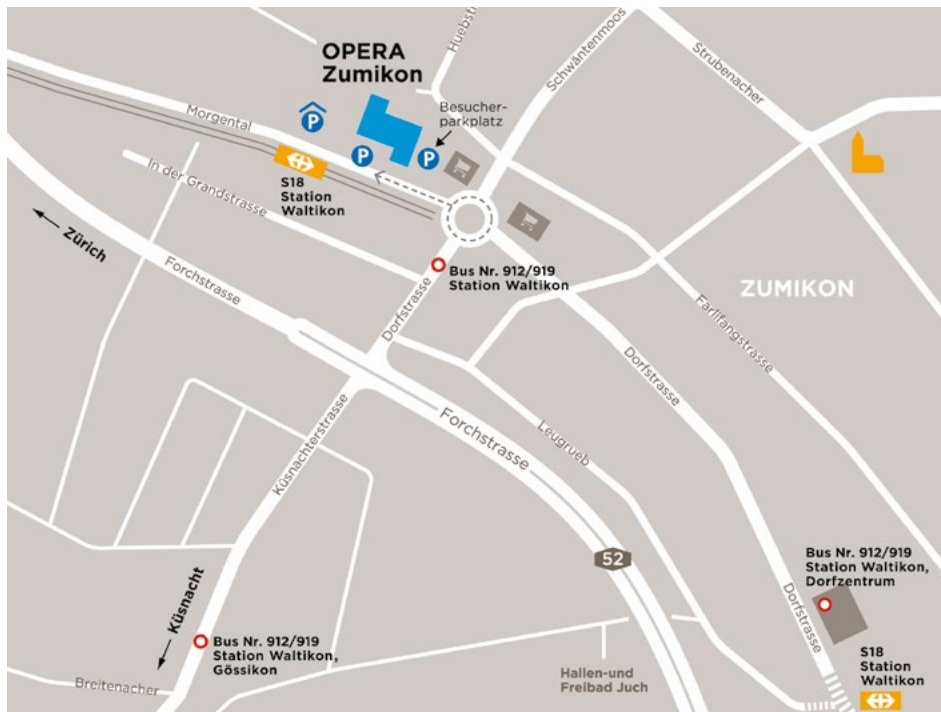 OPERA
Zumikon
Huebstr
Schwäntenmoos
Strubenacher
Besucher-
parkplatz
P
P
P
Morgental
In der Grandstrasse
S18
Station
Waltikon
Zürich
Forchstrasse
Bus Nr. 912/919
Station Waltikon
Dorfstrasse
ZUMIKON
Farlifangstrasse
Dorfstrasse
Küsnachterstrasse
Forchstrasse
Leugrueb
52
Bus Nr. 912/919
Station Waltikon,
Dorfzentrum
Dorfstrasse
Küsnacht
Bus Nr. 912/919
Station Waltikon,
Gössikon
Breitenacher
Hallen-und
Freibad Juch
S18
Station
Waltikon